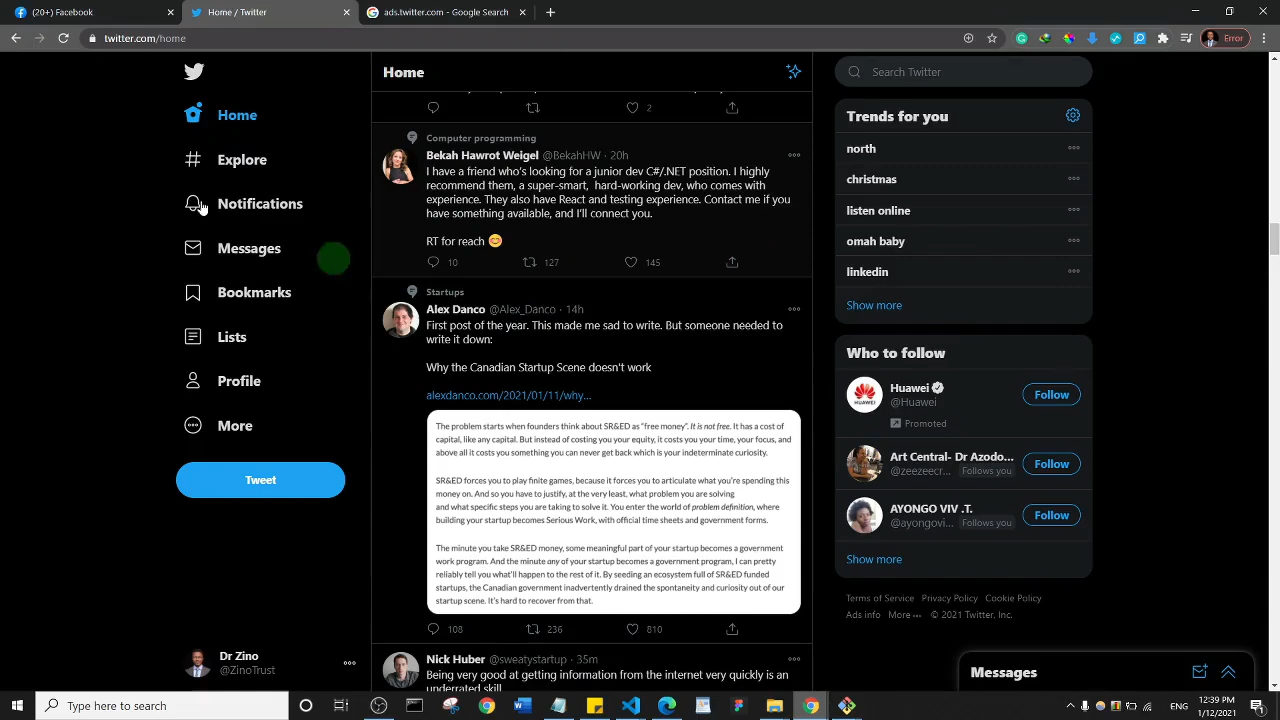 (20+) Facebook
Home / Twitter
ads.twitter.com - Google Search
twitter.com/home
Error
Home
Explore
Notifications
Messages
Bookmarks
Lists
Profile
More
Tweet
Dr Zino
@ZinoTrust
Home
2
Computer programming
Bekah Hawrot Weigel @BekahHW · 20h
I have a friend who's looking for a junior dev C#/.NET position. I highly
recommend them, a super-smart, hard-working dev, who comes with
experience. They also have React and testing experience. Contact me if you
have something available, and I'll connect you.
RT for reach 😊
10 127 145
Startups
Alex Danco @Alex_Danco · 14h
First post of the year. This made me sad to write. But someone needed to
write it down:
Why the Canadian Startup Scene doesn't work
alexdanco.com/2021/01/11/why...
The problem starts when founders think about SR&ED as "free money". It is not free. It has a cost of
capital, like any capital. But instead of costing you your equity, it costs you your time, your focus, and
above all it costs you something you can never get back which is your indeterminate curiosity.
SR&ED forces you to play finite games, because it forces you to articulate what you're spending this
money on. And so you have to justify, at the very least, what problem you are solving
and what specific steps you are taking to solve it. You enter the world of problem definition, where
building your startup becomes Serious Work, with official time sheets and government forms.
The minute you take SR&ED money, some meaningful part of your startup becomes a government
work program. And the minute any of your startup becomes a government program, I can pretty
reliably tell you what'll happen to the rest of it. By seeding an ecosystem full of SR&ED funded
startups, the Canadian government inadvertently drained the spontaneity and curiosity out of our
startup scene. It's hard to recover from that.
108 236 810
Nick Huber @sweatystartup · 35m
Being very good at getting information from the internet very quickly is an
underrated skill
Search Twitter
Trends for you
north
christmas
listen online
omah baby
linkedin
Show more
Who to follow
Huawei
@Huawei
Promoted
Follow
Art Central- Dr Azodo...
@zeezeecr... Follows you
Follow
AYONGO VIV .T.
@ayongovi... Follows you
Follow
Show more
Terms of Service Privacy Policy Cookie Policy
Ads info More ··· © 2021 Twitter, Inc.
Messages
Type here to search
ENG
12:39 PM
1/12/2021